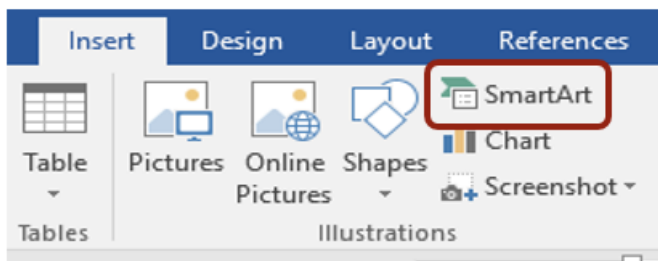 Insert Design Layout References
SmartArt
Chart
Table Pictures Online Pictures Shapes
Screenshot
Tables Illustrations